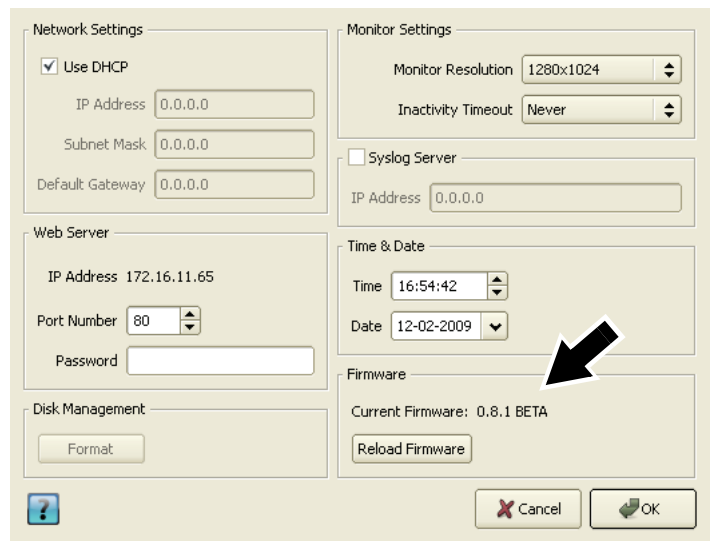 Network Settings
Use DHCP
IP Address 0.0.0.0
Subnet Mask 0.0.0.0
Default Gateway 0.0.0.0
Web Server
IP Address 172.16.11.65
Port Number 80
Password
Disk Management
Format
Monitor Settings
Monitor Resolution 1280x1024
Inactivity Timeout Never
Syslog Server
IP Address 0.0.0.0
Time & Date
Time 16:54:42
Date 12-02-2009
Firmware
Current Firmware: 0.8.1 BETA
Reload Firmware
?
Cancel
OK